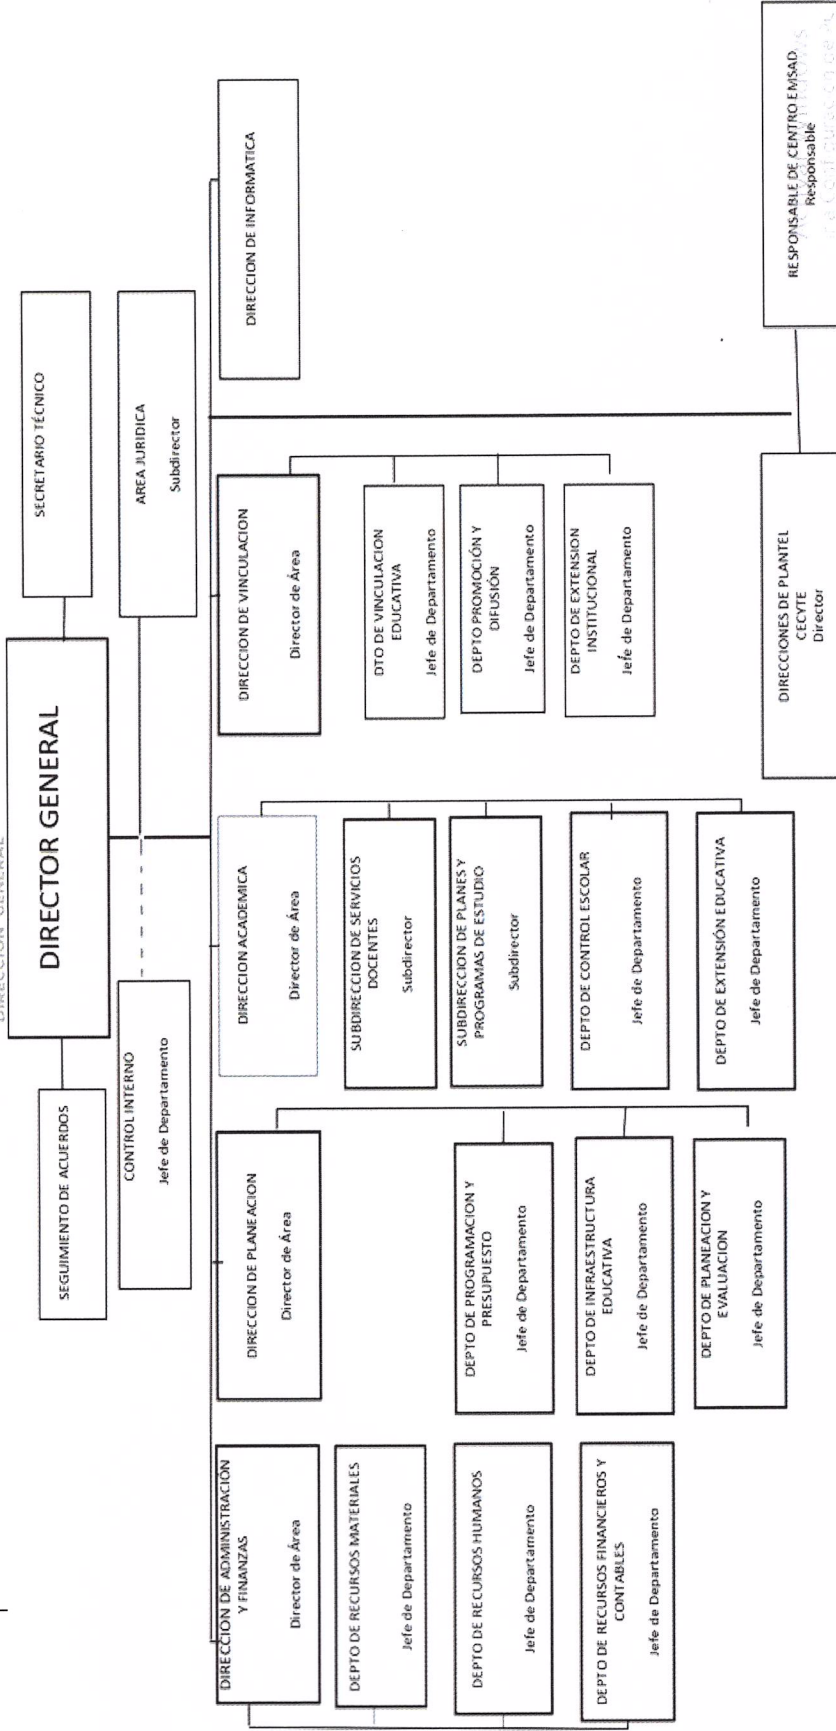 DIRECCION GENERAL
DIRECTOR GENERAL
SEGUIMIENTO DE ACUERDOS
SECRETARIO TÉCNICO
CONTROL INTERNO
Jefe de Departamento
AREA JURIDICA
Subdirector
DIRECCION DE ADMINISTRACIÓN
Y FINANZAS
Director de Área
DEPTO DE RECURSOS MATERIALES
Jefe de Departamento
DEPTO DE RECURSOS HUMANOS
Jefe de Departamento
DEPTO DE RECURSOS FINANCIEROS Y
CONTABLES
Jefe de Departamento
DIRECCION DE PLANEACION
Director de Área
DEPTO DE PROGRAMACION Y
PRESUPUESTO
Jefe de Departamento
DEPTO DE INFRAESTRUCTURA
EDUCATIVA
Jefe de Departamento
DEPTO DE PLANEACION Y
EVALUACION
Jefe de Departamento
DIRECCION ACADEMICA
Director de Área
SUBDIRECCION DE SERVICIOS
DOCENTES
Subdirector
SUBDIRECCION DE PLANES Y
PROGRAMAS DE ESTUDIO
Subdirector
DEPTO DE CONTROL ESCOLAR
Jefe de Departamento
DEPTO DE EXTENSIÓN EDUCATIVA
Jefe de Departamento
DIRECCION DE VINCULACION
Director de Área
DTO DE VINCULACION
EDUCATIVA
Jefe de Departamento
DEPTO PROMOCIÓN Y
DIFUSIÓN
Jefe de Departamento
DEPTO DE EXTENSION
INSTITUCIONAL
Jefe de Departamento
DIRECCION DE INFORMATICA
DIRECCIONES DE PLANTEL
CECYTE
Director
RESPONSABLE DE CENTRO EMSAD
Responsable